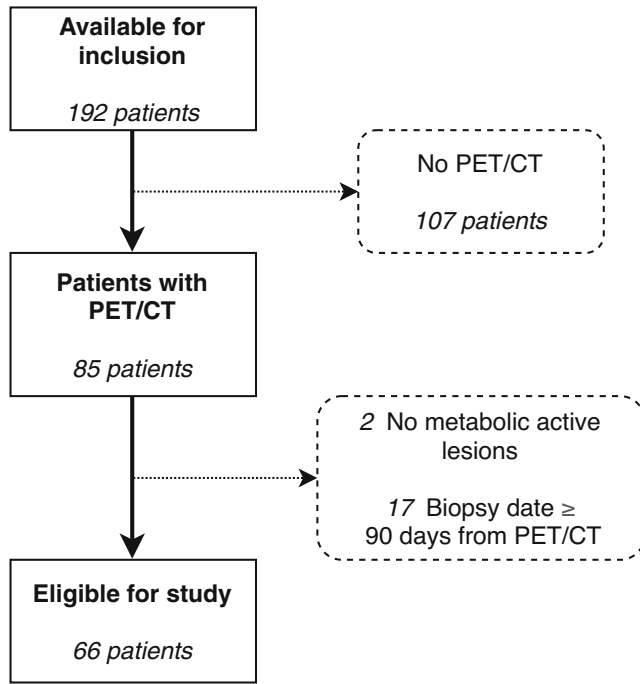 Available for
inclusion
192 patients
No PET/CT
107 patients
Patients with
PET/CT
85 patients
2 No metabolic active
lesions
17 Biopsy date ≥
90 days from PET/CT
Eligible for study
66 patients